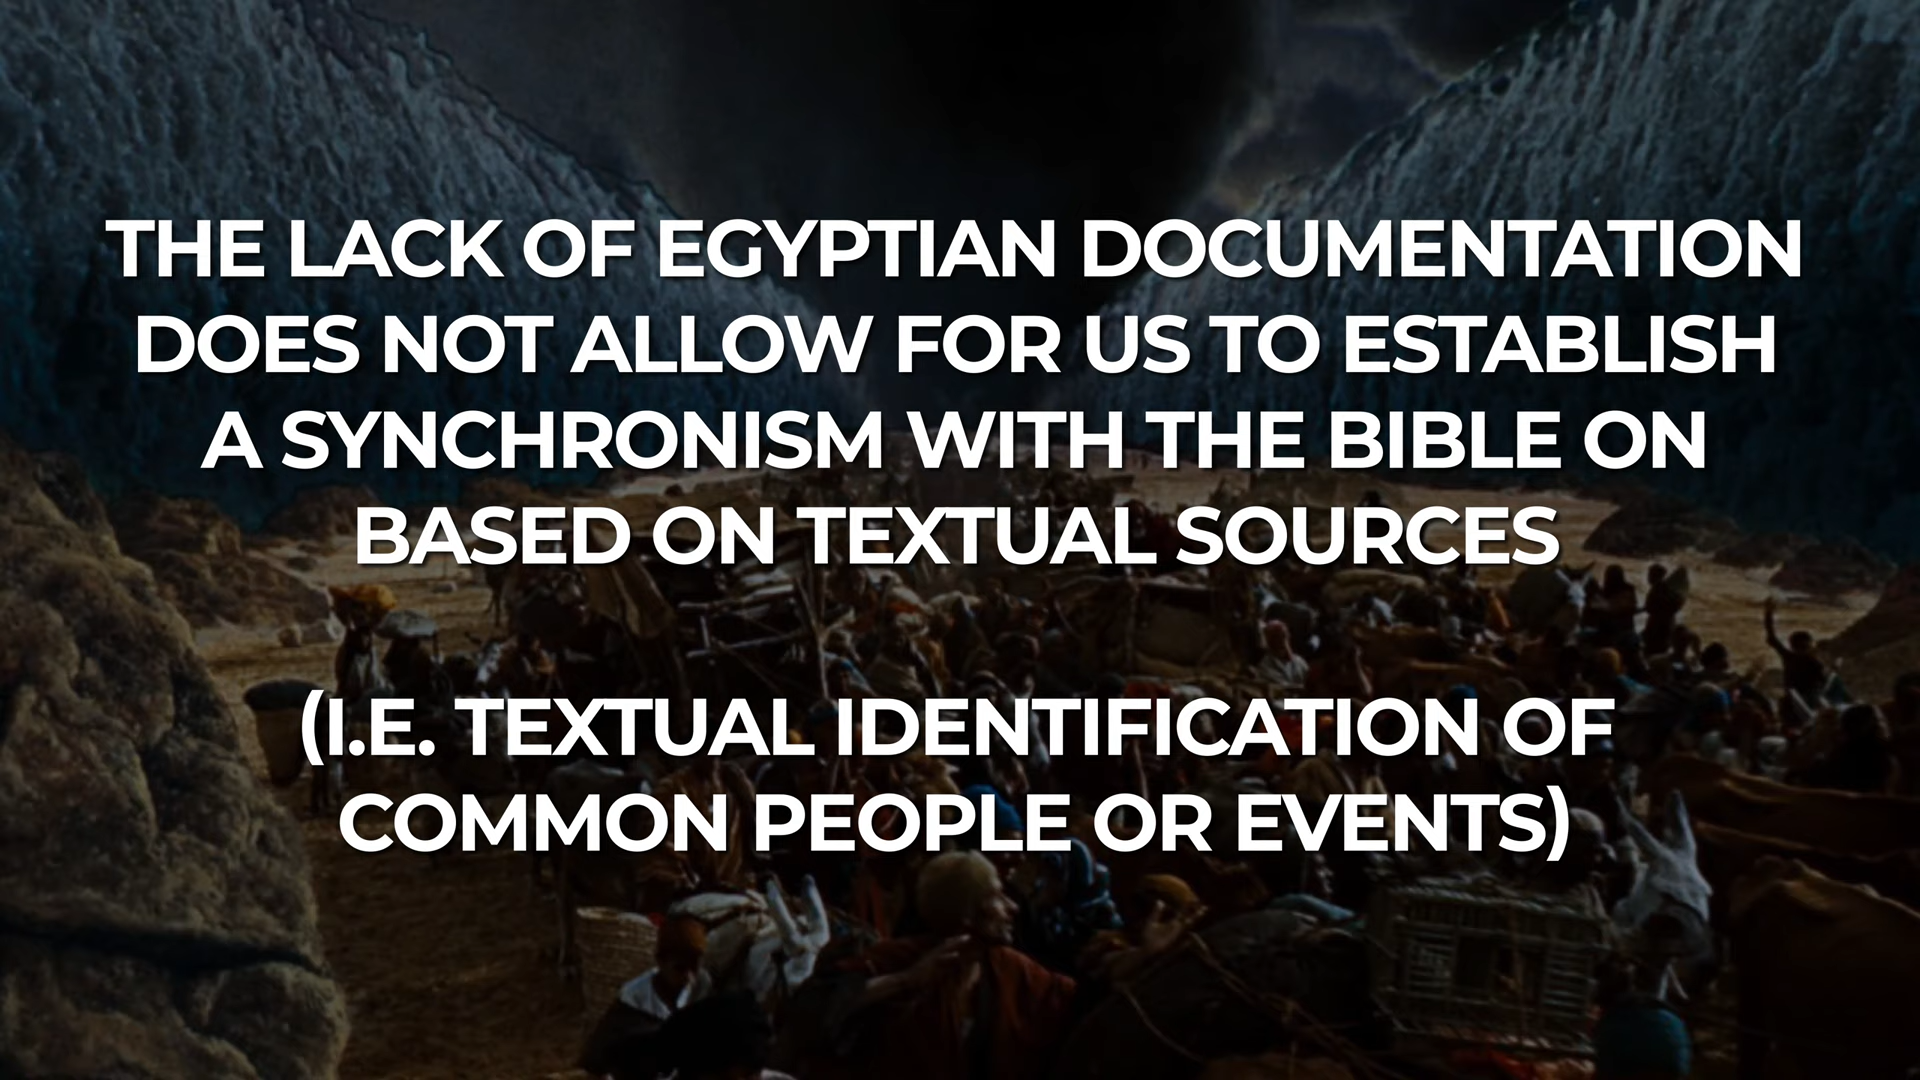 THE LACK OF EGYPTIAN DOCUMENTATION
DOES NOT ALLOW FOR US TO ESTABLISH
A SYNCHRONISM WITH THE BIBLE ON
BASED ON TEXTUAL SOURCES
(I.E. TEXTUAL IDENTIFICATION OF
COMMON PEOPLE OR EVENTS)